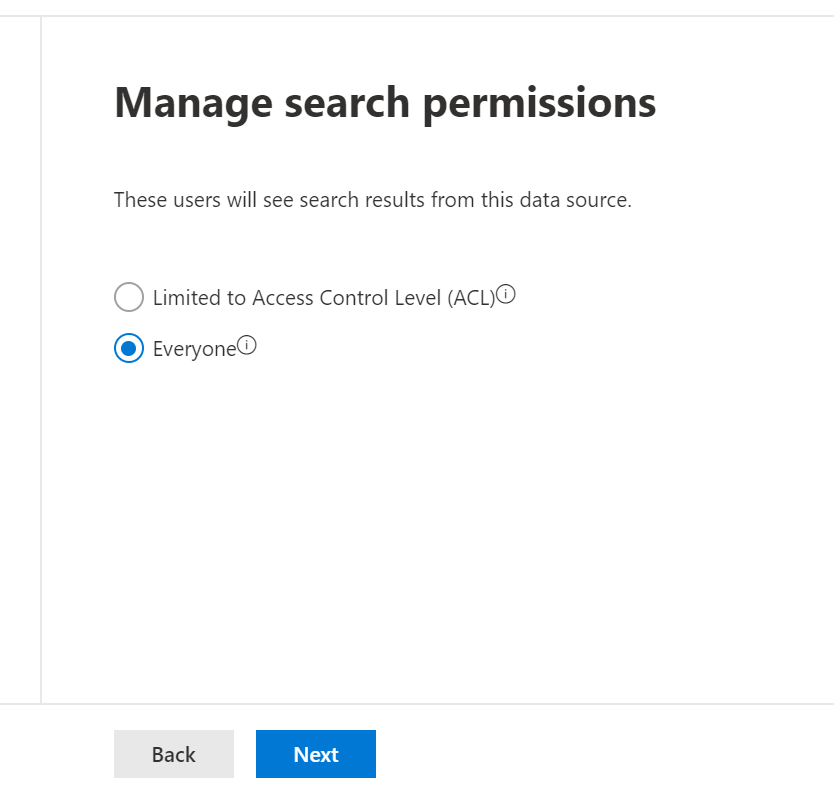 Manage search permissions
These users will see search results from this data source.
Limited to Access Control Level (ACL)
Everyone
Back Next